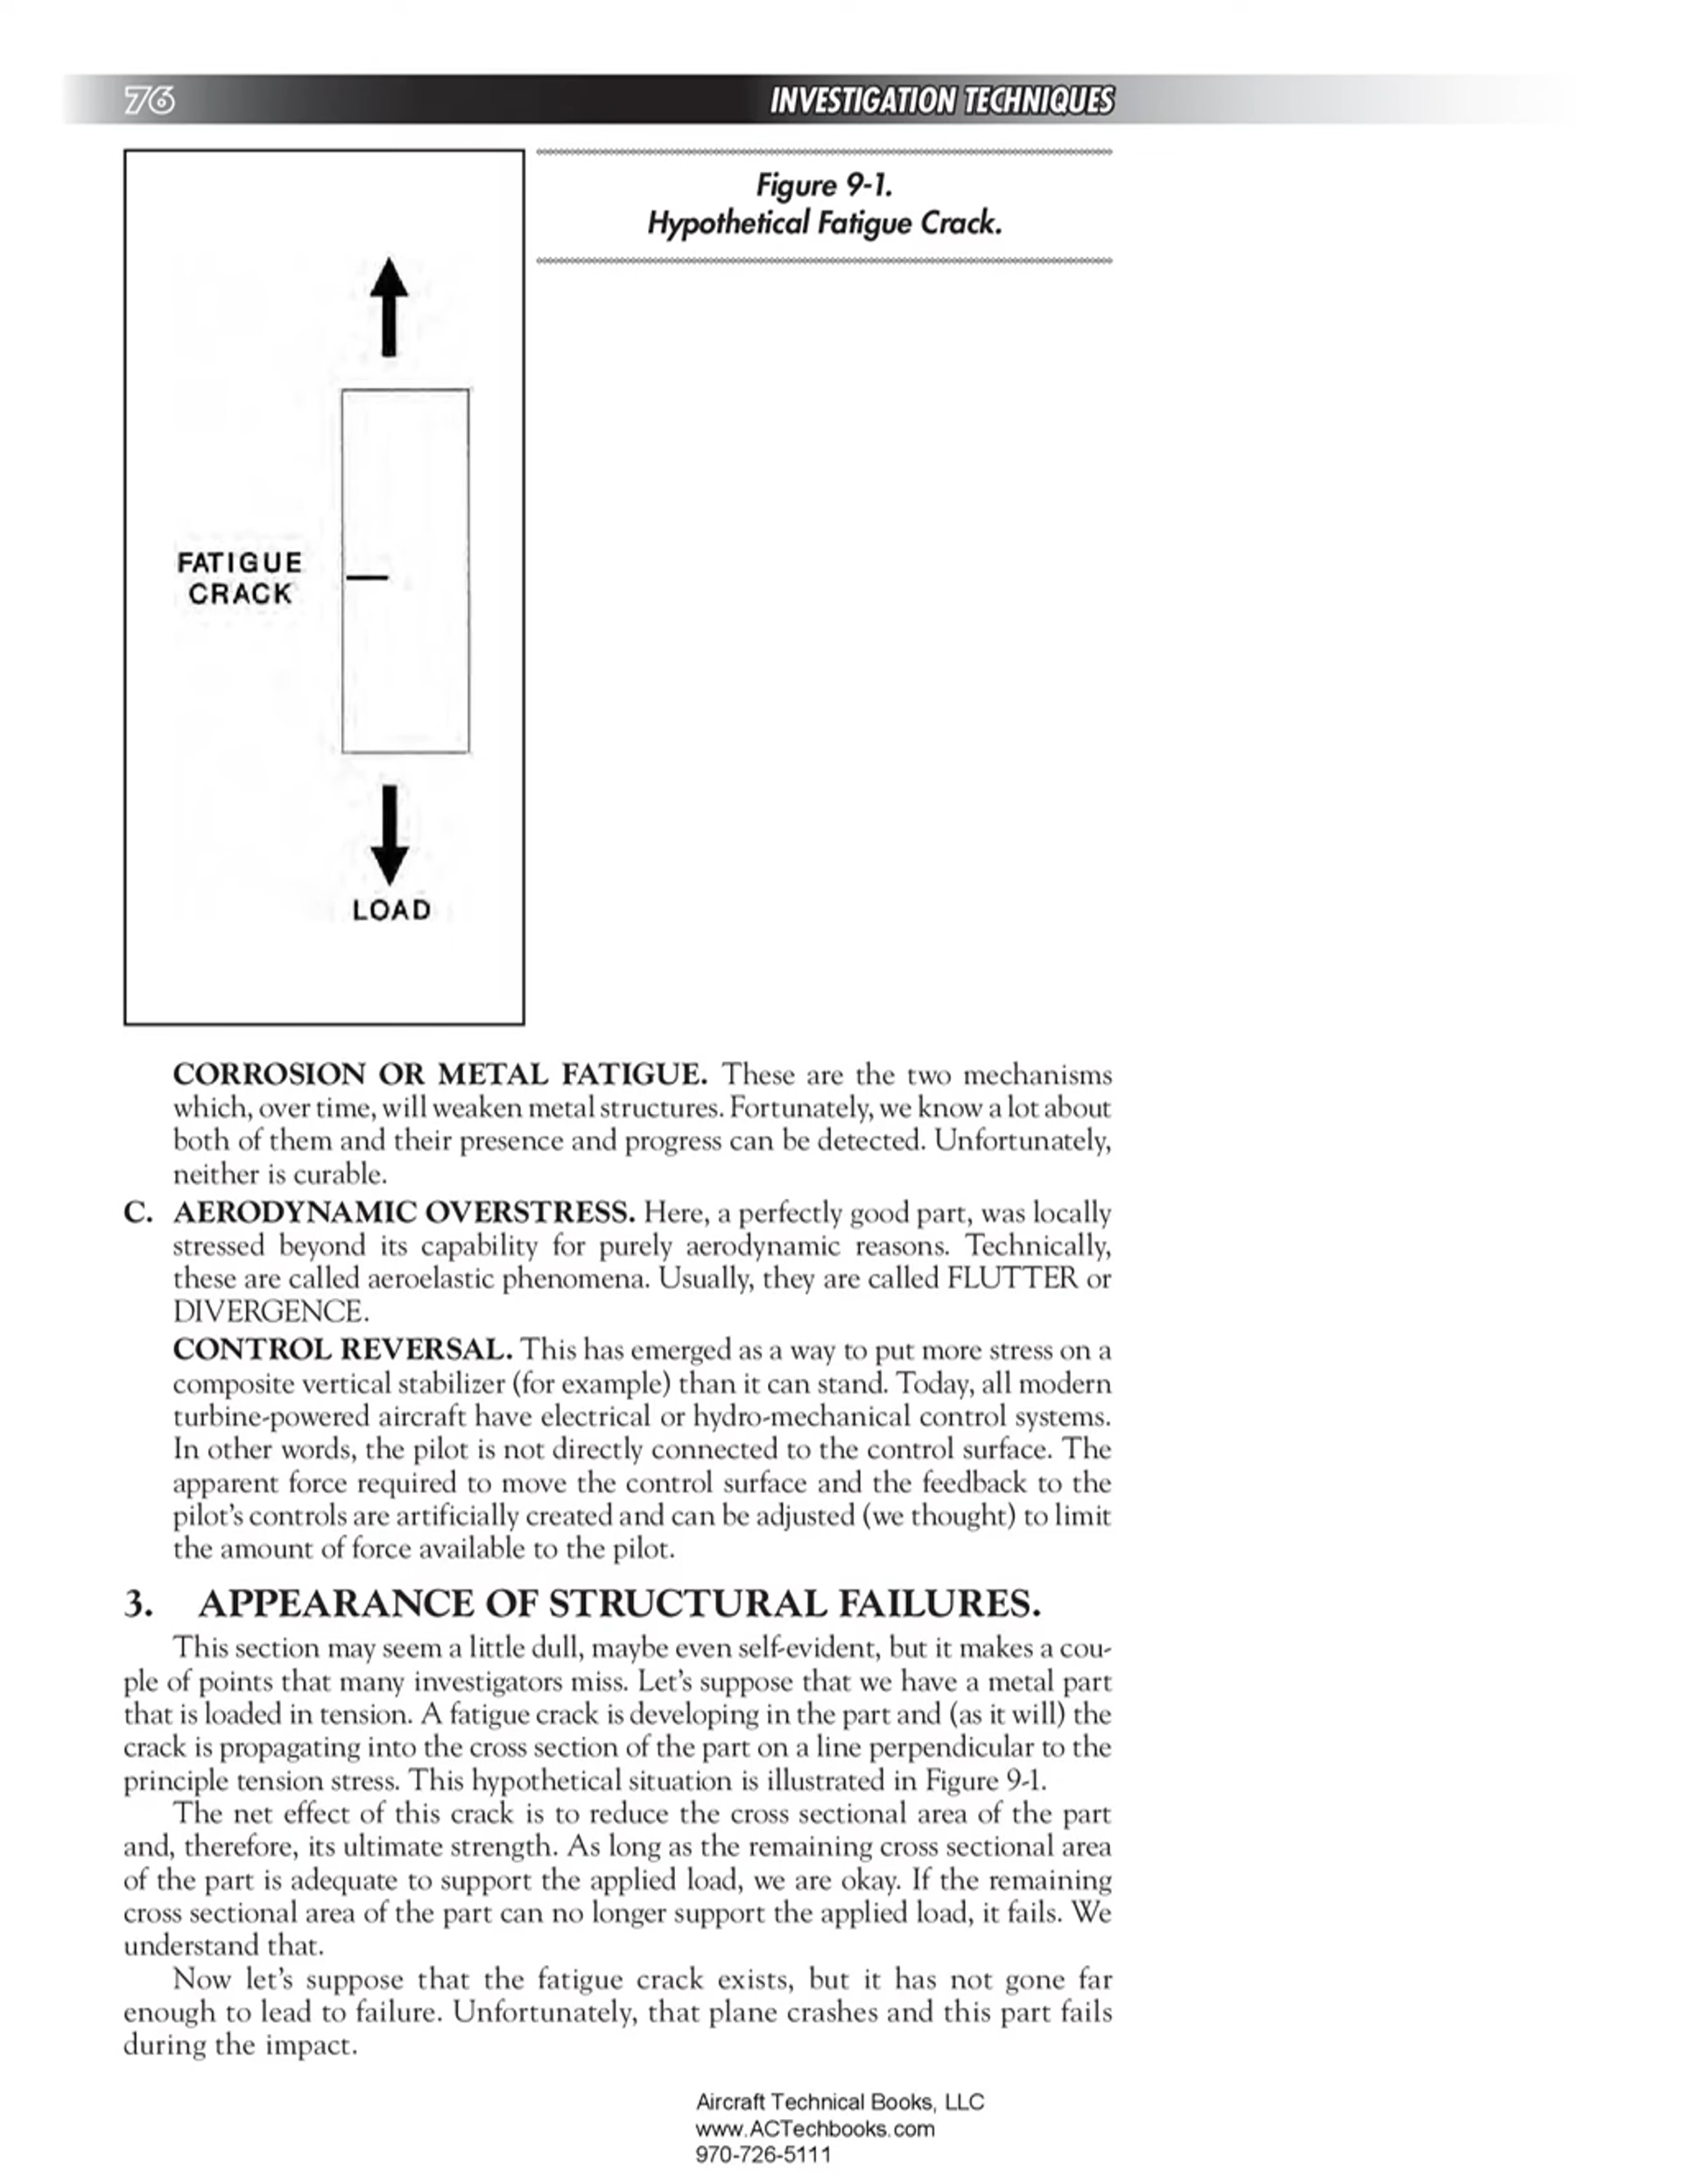 76
INVESTIGATION TECHNIQUES
Figure 9-1.
Hypothetical Fatigue Crack.
FATIGUE
CRACK
LOAD
CORROSION OR METAL FATIGUE. These are the two mechanisms
which, over time, will weaken metal structures. Fortunately, we know a lot about
both of them and their presence and progress can be detected. Unfortunately,
neither is curable.
C. AERODYNAMIC OVERSTRESS. Here, a perfectly good part, was locally
stressed beyond its capability for purely aerodynamic reasons. Technically,
these are called aeroelastic phenomena. Usually, they are called FLUTTER or
DIVERGENCE.
CONTROL REVERSAL. This has emerged as a way to put more stress on a
composite vertical stabilizer (for example) than it can stand. Today, all modern
turbine-powered aircraft have electrical or hydro-mechanical control systems.
In other words, the pilot is not directly connected to the control surface. The
apparent force required to move the control surface and the feedback to the
pilot's controls are artificially created and can be adjusted (we thought) to limit
the amount of force available to the pilot.
3. APPEARANCE OF STRUCTURAL FAILURES.
This section may seem a little dull, maybe even self-evident, but it makes a cou-
ple of points that many investigators miss. Let's suppose that we have a metal part
that is loaded in tension. A fatigue crack is developing in the part and (as it will) the
crack is propagating into the cross section of the part on a line perpendicular to the
principle tension stress. This hypothetical situation is illustrated in Figure 9-1.
The net effect of this crack is to reduce the cross sectional area of the part
and, therefore, its ultimate strength. As long as the remaining cross sectional area
of the part is adequate to support the applied load, we are okay. If the remaining
cross sectional area of the part can no longer support the applied load, it fails. We
understand that.
Now let's suppose that the fatigue crack exists, but it has not gone far
enough to lead to failure. Unfortunately, that plane crashes and this part fails
during the impact.
Aircraft Technical Books, LLC
www.ACTechbooks.com
970-726-5111